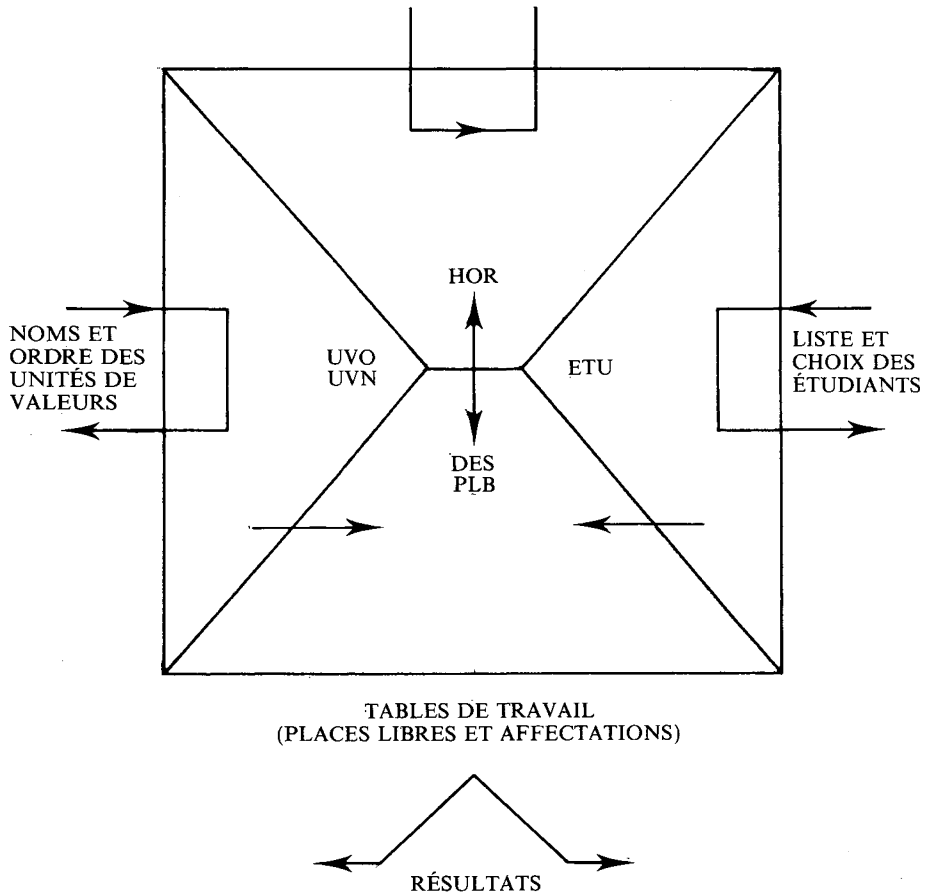 HOR
NOMS ET
ORDRE DES
UNITÉS DE
VALEURS
UVO
UVN
ETU
LISTE ET
CHOIX DES
ÉTUDIANTS
DES
PLB
TABLES DE TRAVAIL
(PLACES LIBRES ET AFFECTATIONS)
RÉSULTATS